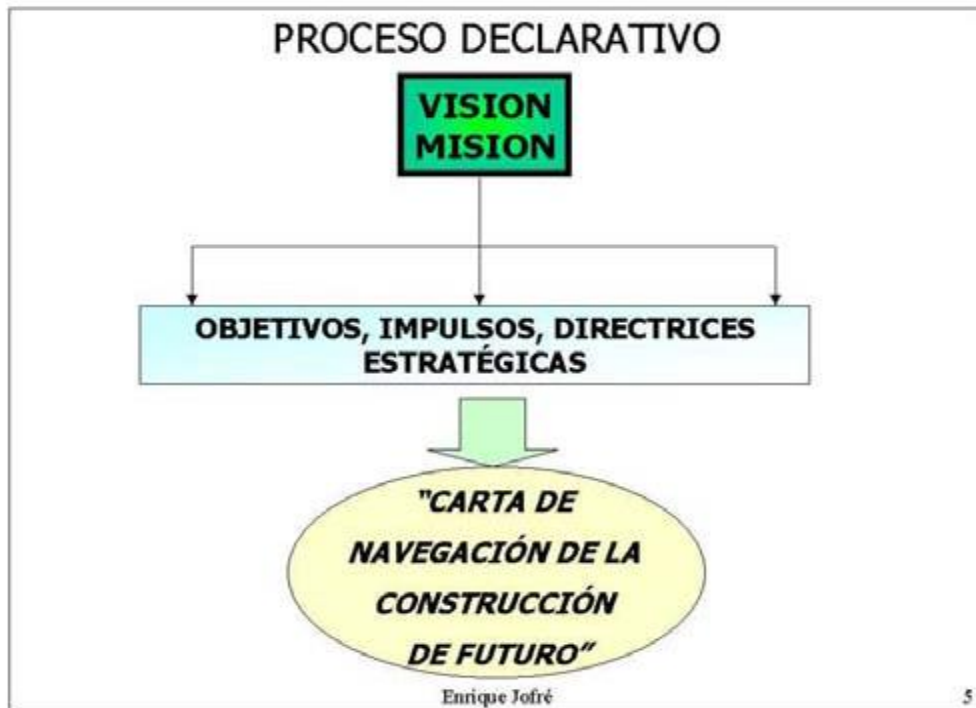 PROCESO DECLARATIVO
VISION
MISION
OBJETIVOS, IMPULSOS, DIRECTRICES
ESTRATÉGICAS
"CARTA DE
NAVEGACIÓN DE LA
CONSTRUCCIÓN
DE FUTURO"
Enrique Jofré
5